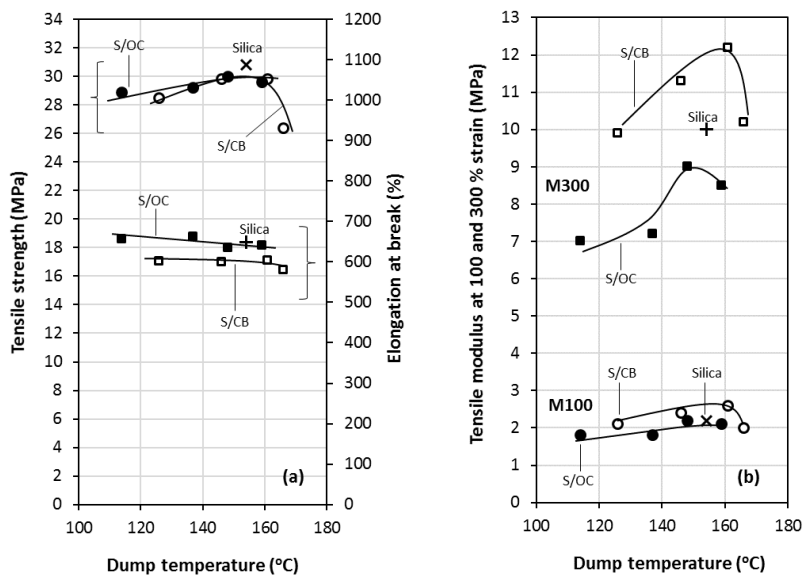 34
32
30
28
26
24
22
20
18
16
14
12
10
8
6
4
2
0
Tensile strength (MPa)
1200
1100
1000
900
800
700
600
500
400
300
200
100
0
Elongation at break (%)
S/OC
Silica
S/CB
S/OC
Silica
S/CB
(a)
100 120 140 160 180
Dump temperature (ᵒC)
13
12
11
10
9
8
7
6
5
4
3
2
1
0
Tensile modulus at 100 and 300 % strain (MPa)
S/CB
Silica
M300
S/OC
S/CB
Silica
M100
S/OC
(b)
100 120 140 160 180
Dump temperature (ᵒC)